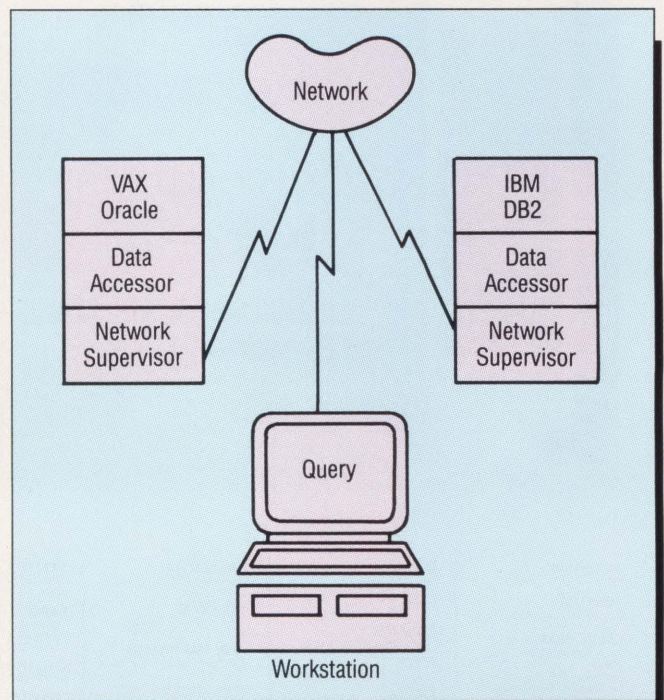 Network
VAX
Oracle
Data
Accessor
Network
Supervisor
IBM
DB2
Data
Accessor
Network
Supervisor
Query
Workstation